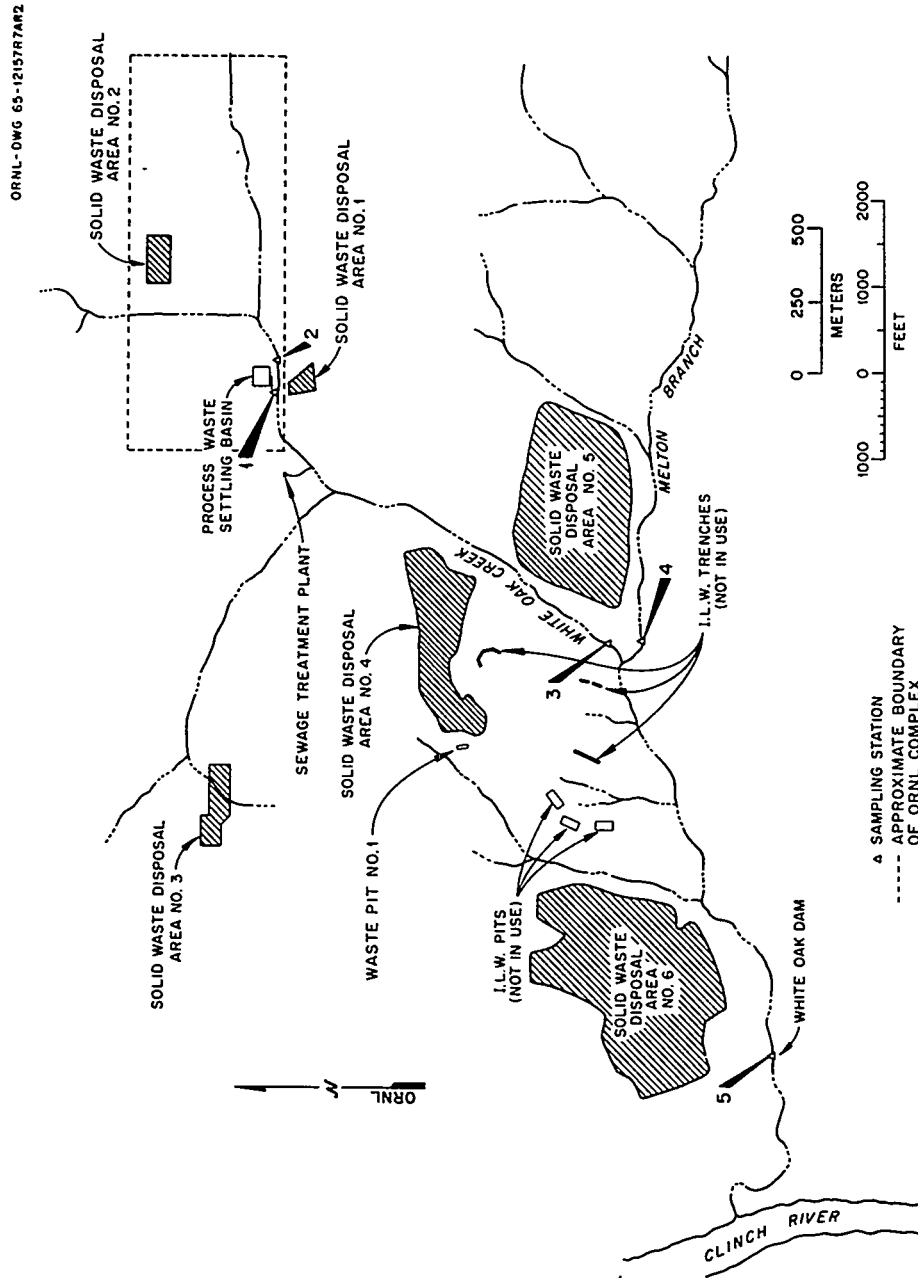 ORNL-DWG 65-12157R7AR2
SOLID WASTE DISPOSAL
AREA NO. 2
SOLID WASTE DISPOSAL
AREA NO. 1
2
PROCESS WASTE
SETTLING BASIN
1
SEWAGE TREATMENT PLANT
SOLID WASTE DISPOSAL
AREA NO. 3
SOLID WASTE DISPOSAL
AREA NO. 4
WASTE PIT NO. 1
WHITE OAK CREEK
SOLID WASTE
DISPOSAL
AREA NO. 5
MELTON
BRANCH
3
4
I.L.W. TRENCHES
(NOT IN USE)
I.L.W. PITS
(NOT IN USE)
SOLID WASTE
DISPOSAL
AREA
NO. 6
5
WHITE OAK DAM
CLINCH RIVER
N
ORNL
0 250 500
METERS
1000 0 1000 2000
FEET
SAMPLING STATION
APPROXIMATE BOUNDARY
OF ORNL COMPLEX